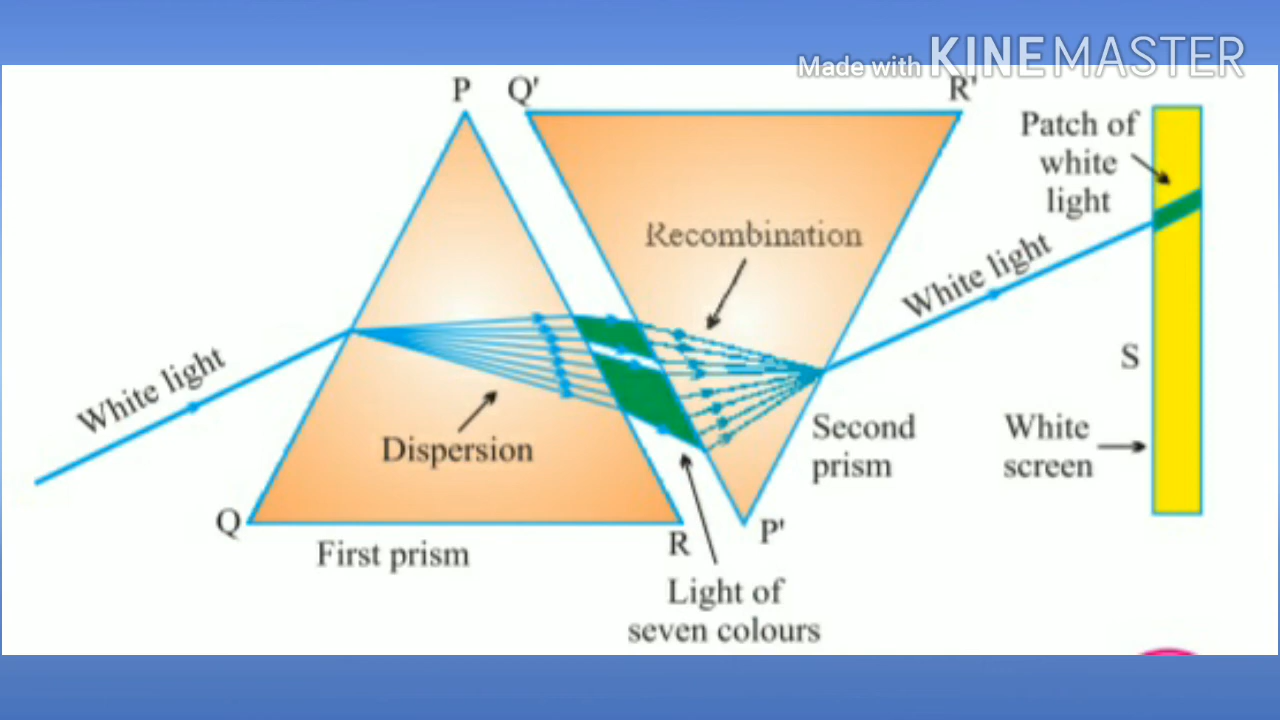 Made with KINEMASTER
P
Q'
R'
Patch of
white
light
Recombination
White light
White light
S
Dispersion
Second
prism
White
screen
Q
First prism
R
P'
Light of
seven colours